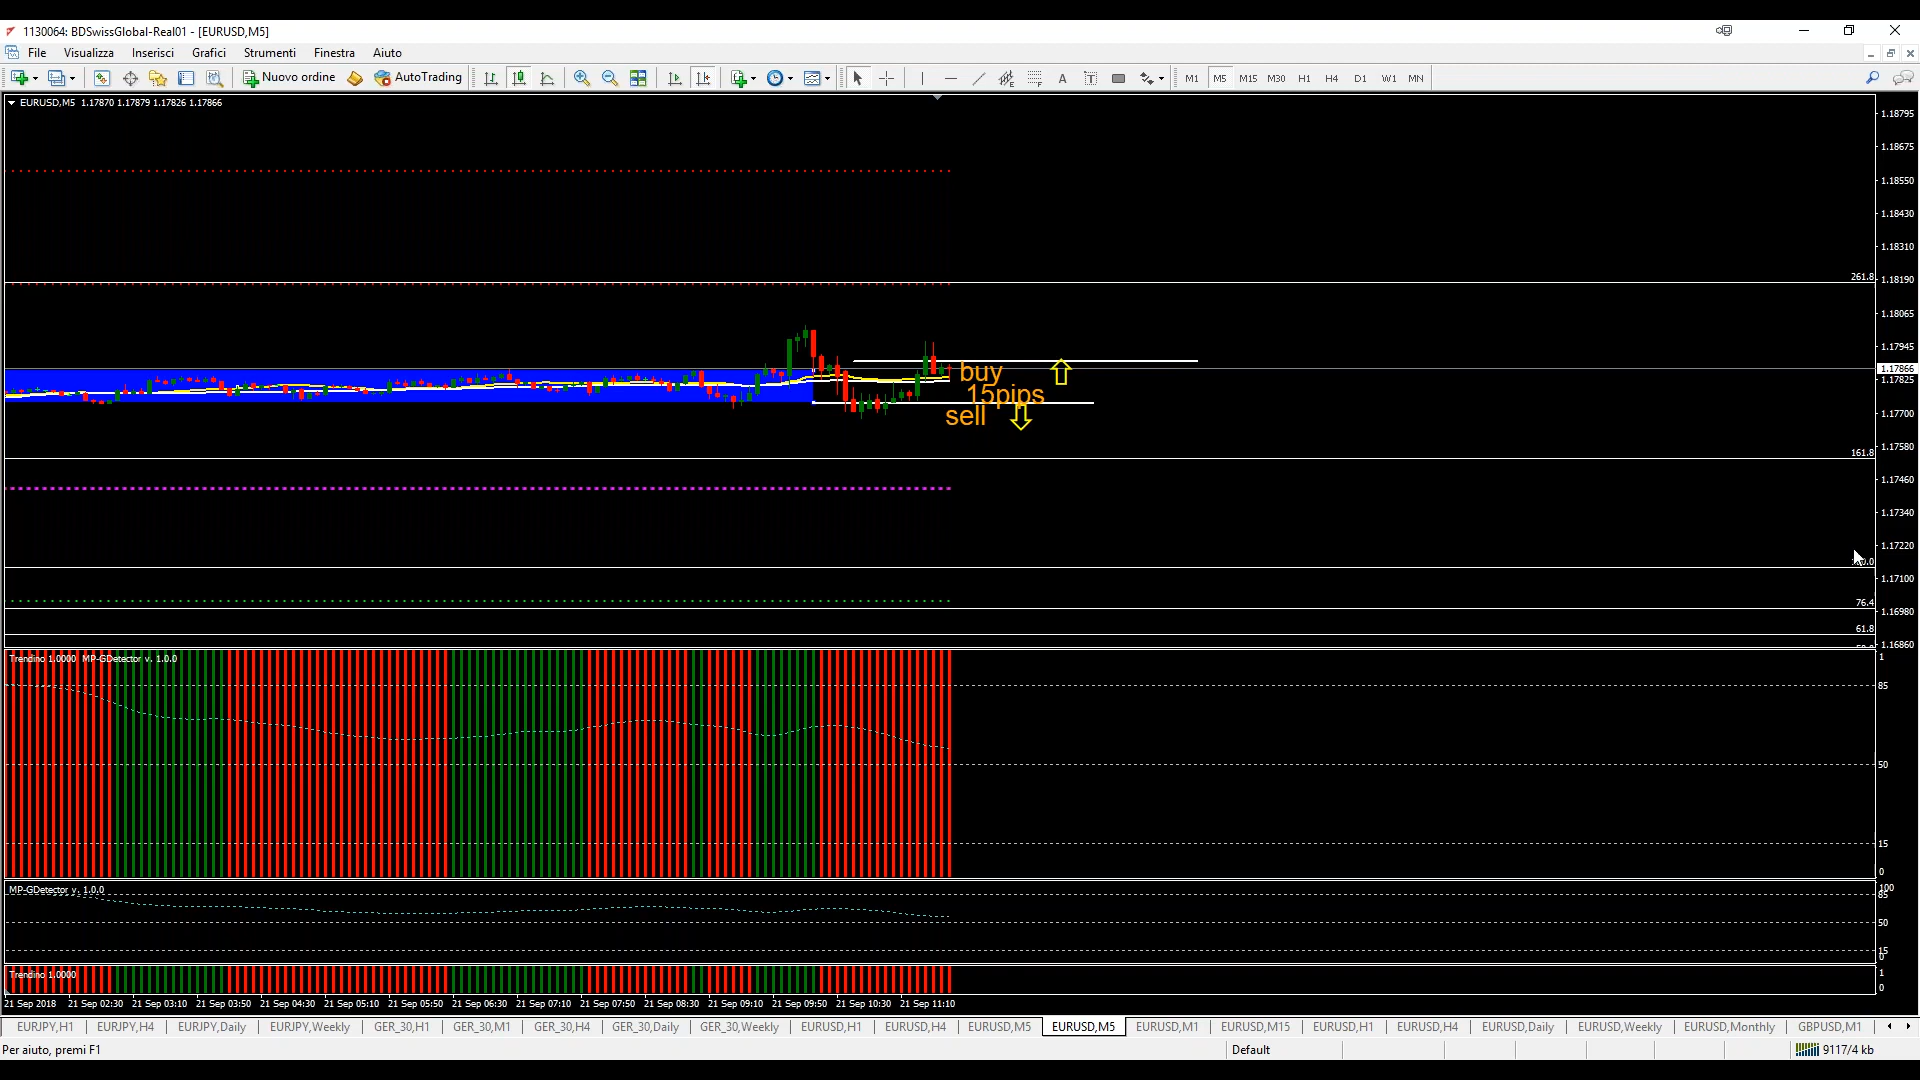 1130064: BDSwissGlobal-Real01 - [EURUSD,M5]
File Visualizza Inserisci Grafici Strumenti Finestra Aiuto
Nuovo ordine AutoTrading A T M1 M5 M15 M30 H1 H4 D1 W1 MN
EURUSD,M5 1.17870 1.17879 1.17826 1.17866
1.18795
1.18675
1.18550
1.18430
1.18310
261.8
1.18190
1.18065
1.17945
1.17866
buy
1.17825
15pips
1.17700
sell
1.17580
161.8
1.17460
1.17340
1.17220
1.17100
76.4
1.16980
61.8
1.16860
Trendino 1.0000 MP-GDetector v. 1.0.0
1
85
50
15
0
MP-GDetector v. 1.0.0
100
85
50
15
0
Trendino 1.0000
1
0
21 Sep 2018 21 Sep 02:30 21 Sep 03:10 21 Sep 03:50 21 Sep 04:30 21 Sep 05:10 21 Sep 05:50 21 Sep 06:30 21 Sep 07:10 21 Sep 07:50 21 Sep 08:30 21 Sep 09:10 21 Sep 09:50 21 Sep 10:30 21 Sep 11:10
EURJPY,H1 EURJPY,H4 EURJPY,Daily EURJPY,Weekly GER_30,H1 GER_30,M1 GER_30,H4 GER_30,Daily GER_30,Weekly EURUSD,H1 EURUSD,H4 EURUSD,M5 EURUSD,M5 EURUSD,M1 EURUSD,M15 EURUSD,H1 EURUSD,H4 EURUSD,Daily EURUSD,Weekly EURUSD,Monthly GBPUSD,M1
Per aiuto, premi F1 Default 9117/4 kb